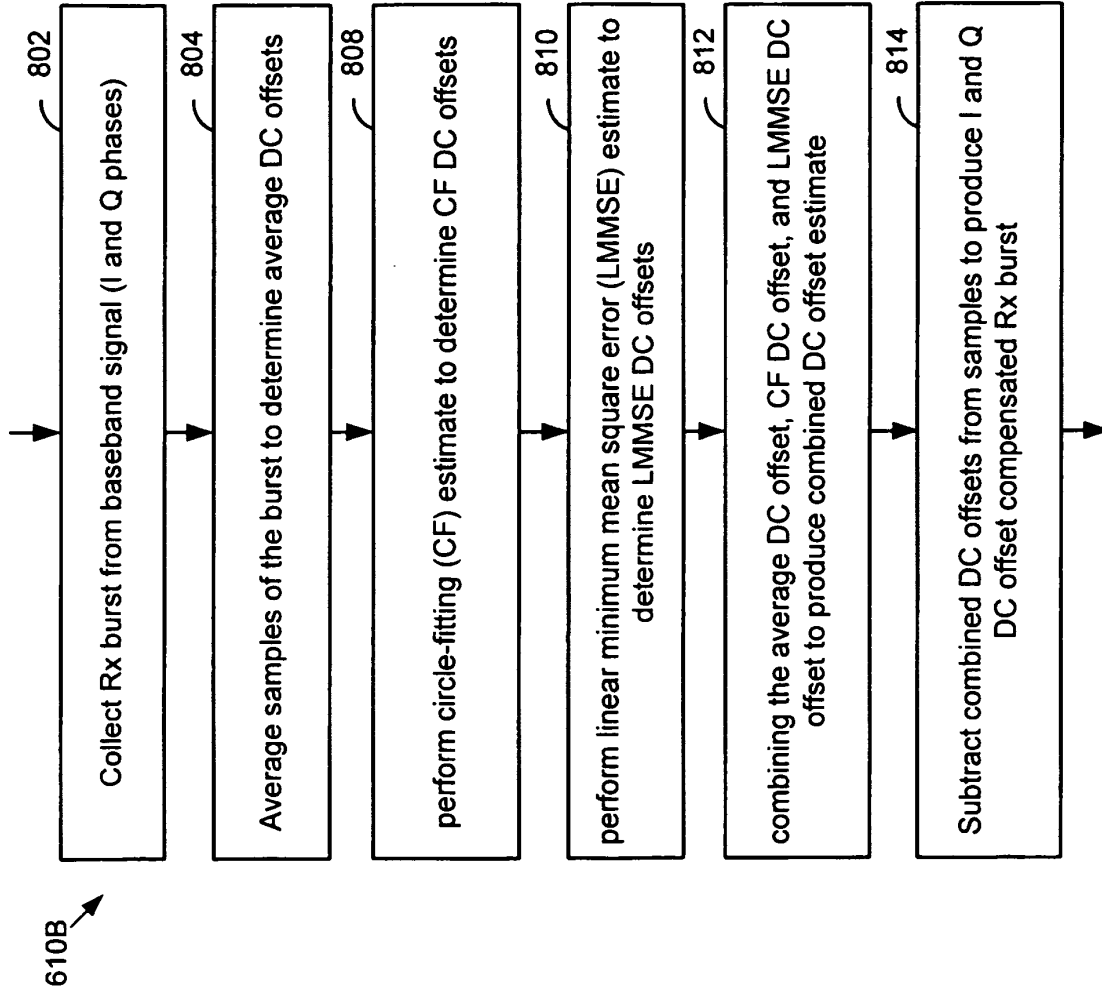 610B
802
Collect Rx burst from baseband signal (I and Q phases)
804
Average samples of the burst to determine average DC offsets
808
perform circle-fitting (CF) estimate to determine CF DC offsets
810
perform linear minimum mean square error (LMMSE) estimate to
determine LMMSE DC offsets
812
combining the average DC offset, CF DC offset, and LMMSE DC
offset to produce combined DC offset estimate
814
Subtract combined DC offsets from samples to produce I and Q
DC offset compensated Rx burst